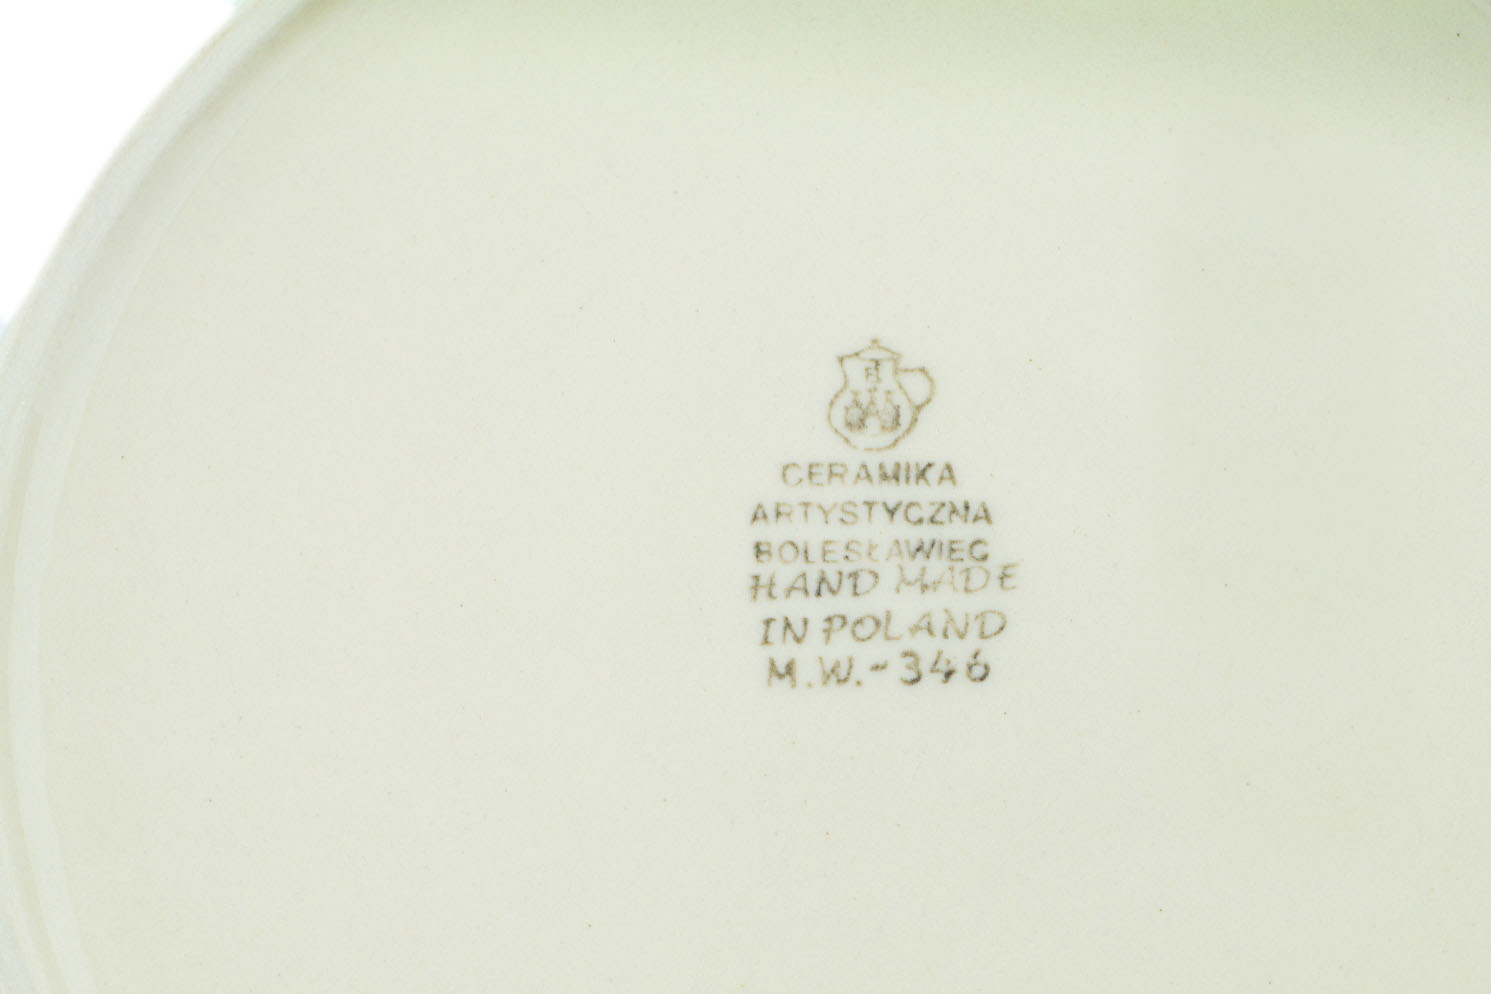 B
CERAMIKA
ARTYSTYCZNA
BOLESŁAWIEC
HAND MADE
IN POLAND
M.W.-346